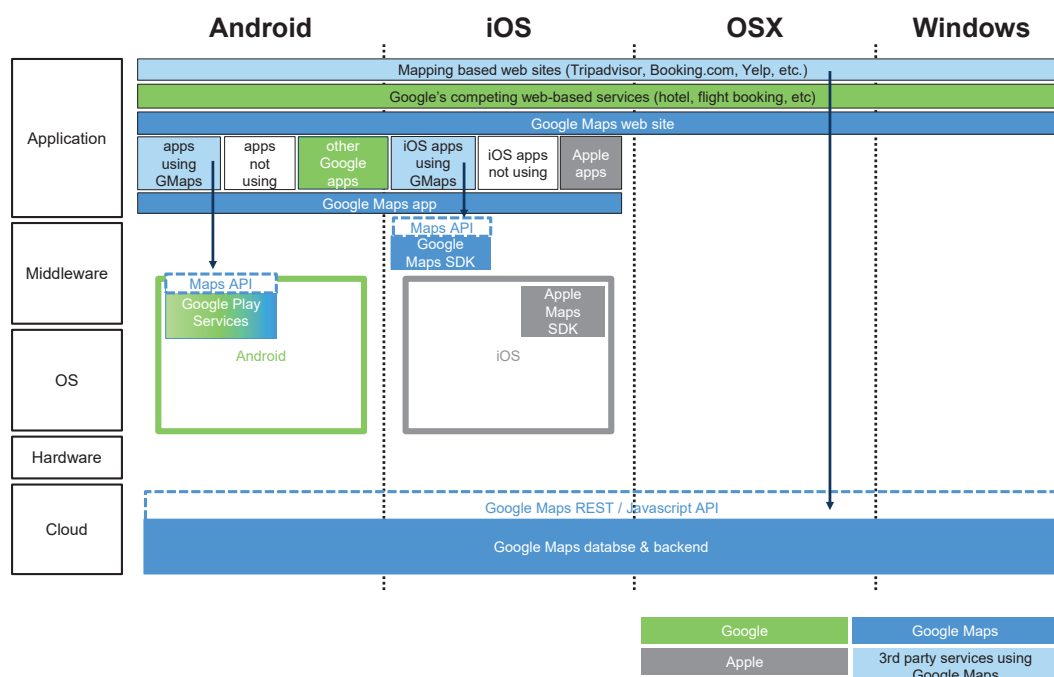 Android
iOS
OSX
Windows
Application
Mapping based web sites (Tripadvisor, Booking.com, Yelp, etc.)
Google's competing web-based services (hotel, flight booking, etc)
Google Maps web site
apps
using
GMaps
apps
not
using
other
Google
apps
iOS apps
using
GMaps
iOS apps
not using
Apple
apps
Google Maps app
Middleware
Maps API
Google
Maps SDK
Maps API
Google Play
Services
Apple
Maps
SDK
OS
Android
iOS
Hardware
Cloud
Google Maps REST / Javascript API
Google Maps databse & backend
Google
Google Maps
Apple
3rd party services using
Google Maps